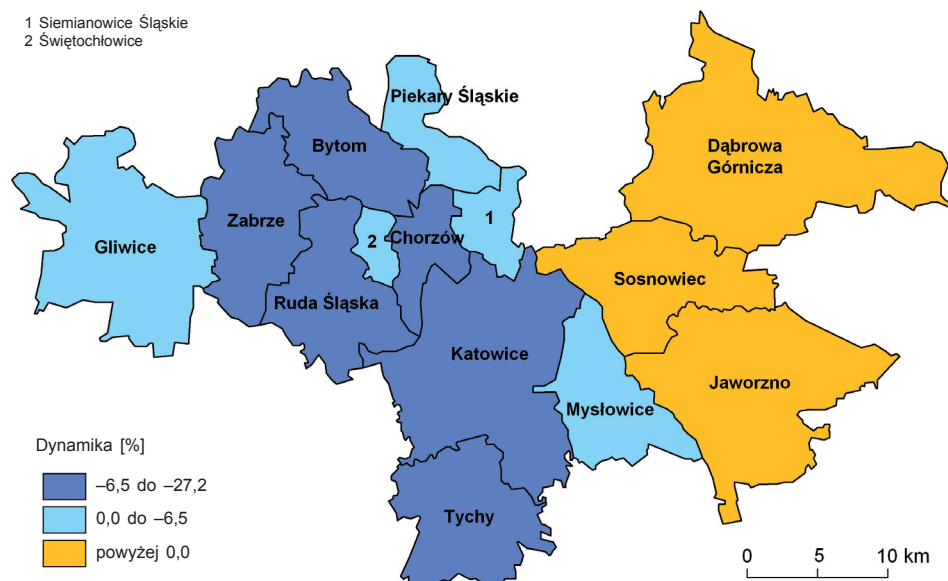 1 Siemianowice Śląskie
2 Świętochłowice
Piekary Śląskie
Bytom
Dąbrowa
Górnicza
Zabrze
1
2
Chorzów
Gliwice
Sosnowiec
Ruda Śląska
Katowice
Jaworzno
Mysłowice
Tychy
Dynamika [%]
–6,5 do –27,2
0,0 do –6,5
powyżej 0,0
0 5 10 km